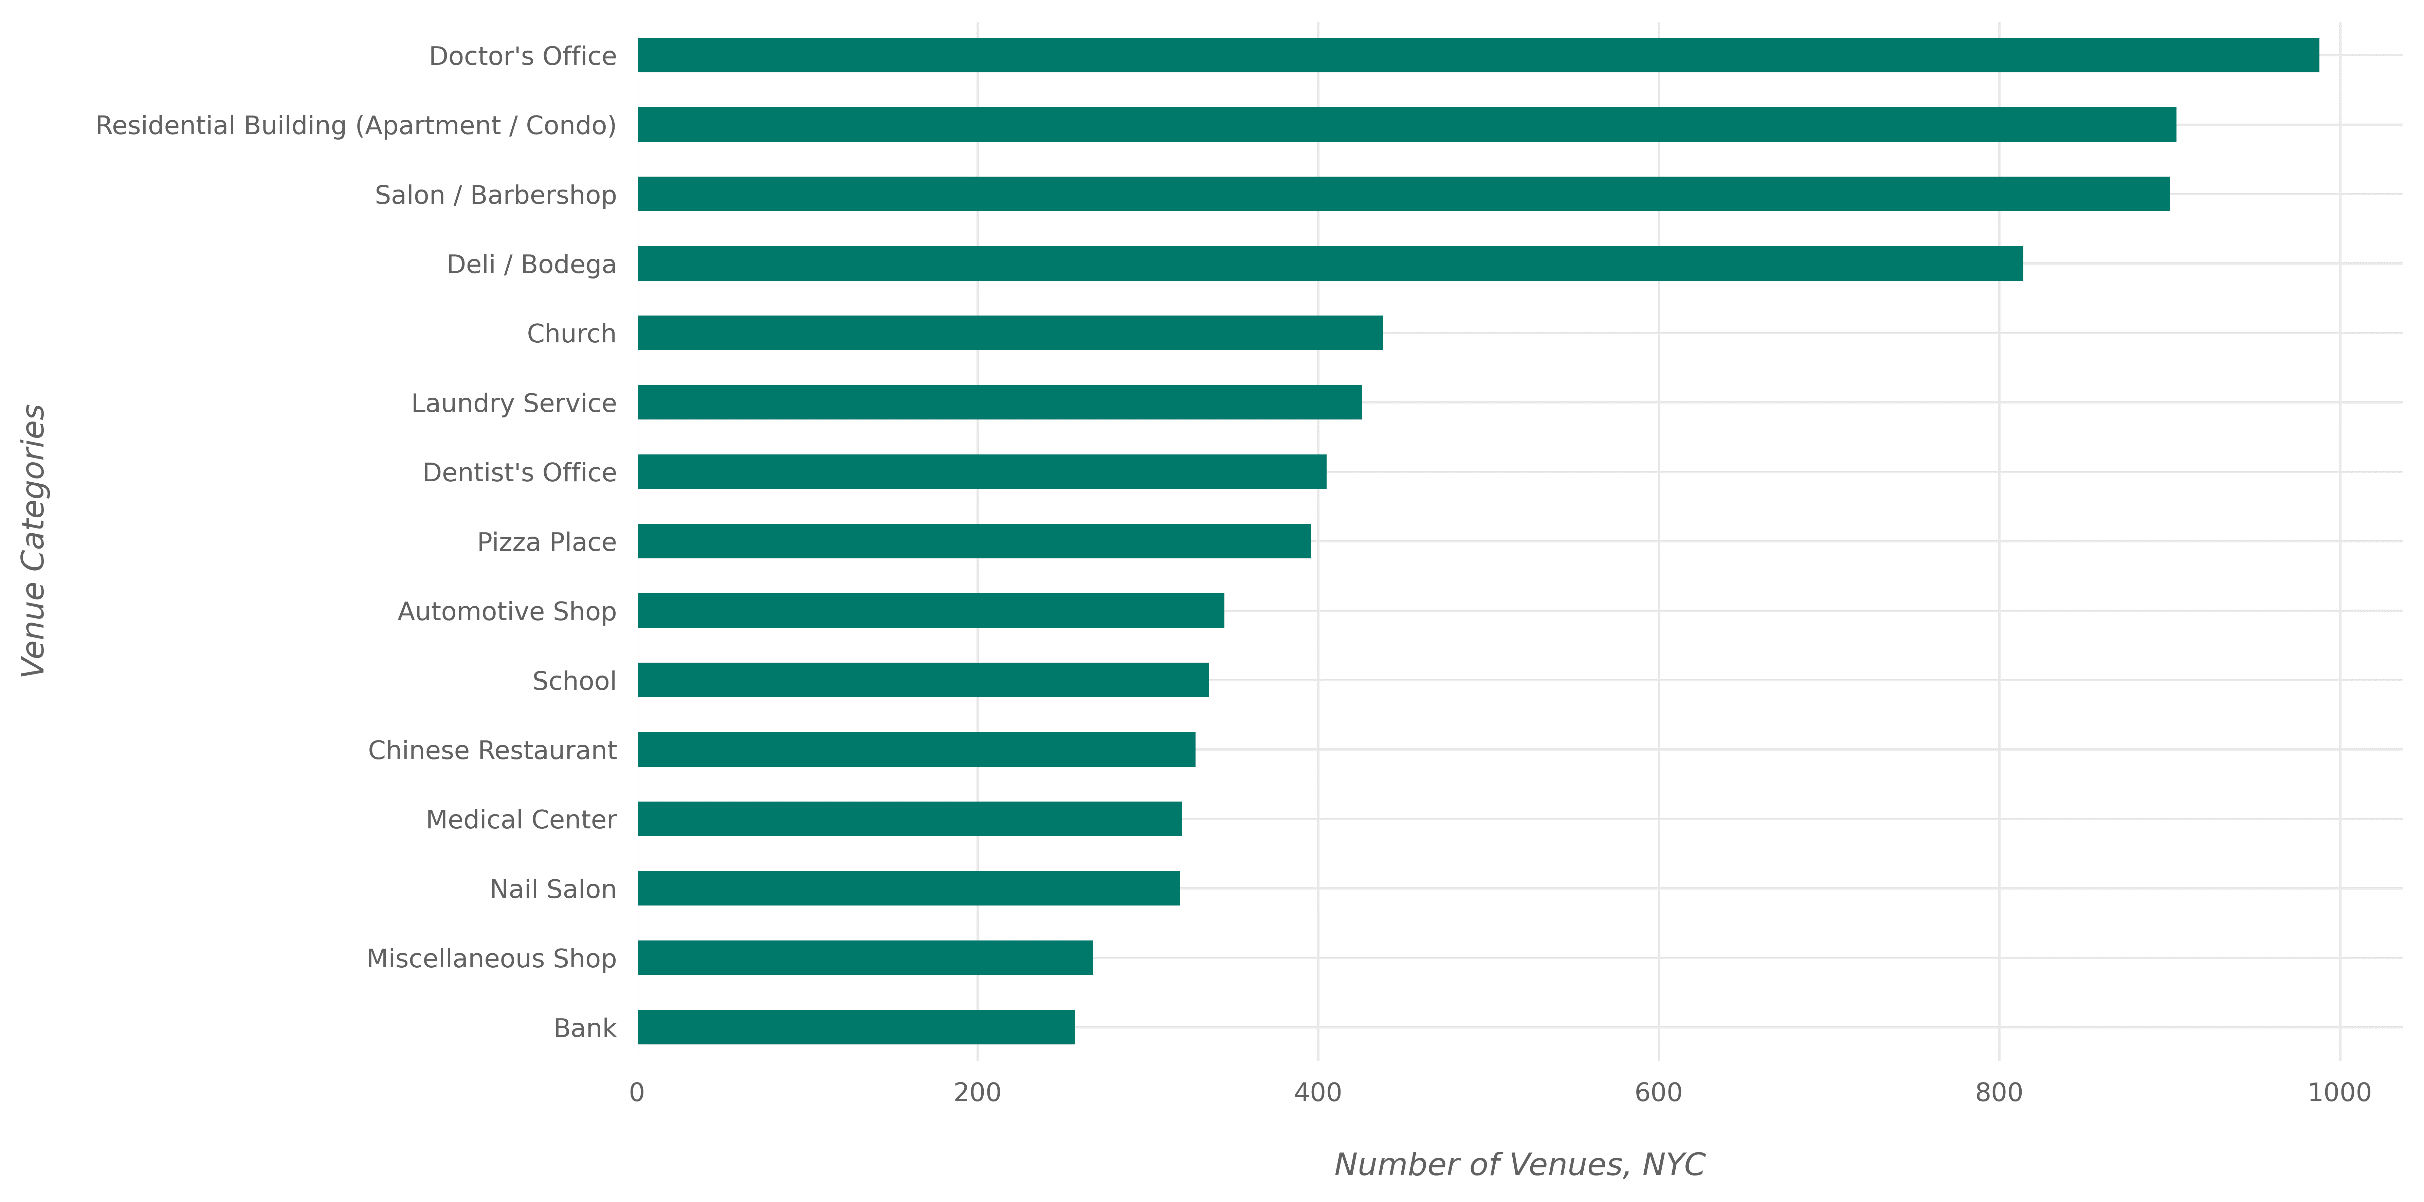 Doctor's Office
Residential Building (Apartment / Condo)
Salon / Barbershop
Deli / Bodega
Church
Laundry Service
Dentist's Office
Pizza Place
Automotive Shop
School
Chinese Restaurant
Medical Center
Nail Salon
Miscellaneous Shop
Bank
Venue Categories
0 200 400 600 800 1000
Number of Venues, NYC